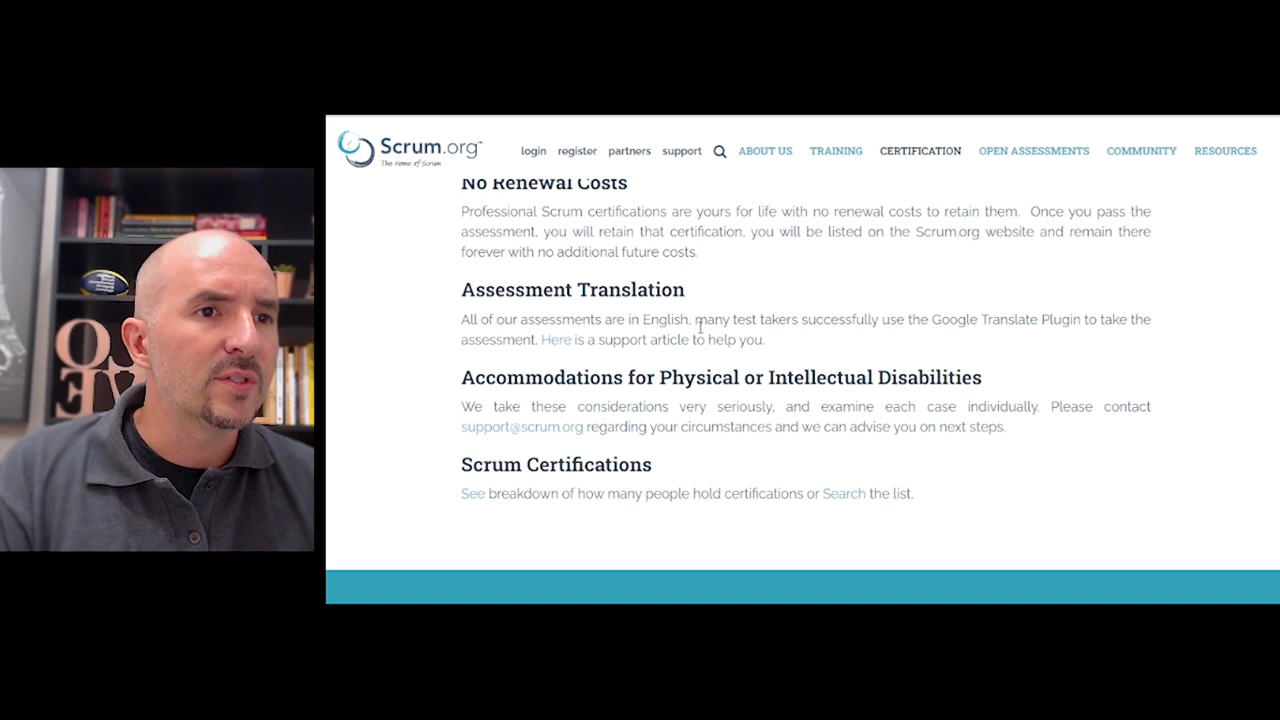 Scrum.org™
The Home of Scrum
login register partners support ABOUT US TRAINING CERTIFICATION OPEN ASSESSMENTS COMMUNITY RESOURCES
No Renewal Costs
Professional Scrum certifications are yours for life with no renewal costs to retain them. Once you pass the
assessment, you will retain that certification, you will be listed on the Scrum.org website and remain there
forever with no additional future costs.
Assessment Translation
All of our assessments are in English, many test takers successfully use the Google Translate Plugin to take the
assessment. Here is a support article to help you.
Accommodations for Physical or Intellectual Disabilities
We take these considerations very seriously, and examine each case individually. Please contact
support@scrum.org regarding your circumstances and we can advise you on next steps.
Scrum Certifications
See breakdown of how many people hold certifications or Search the list.